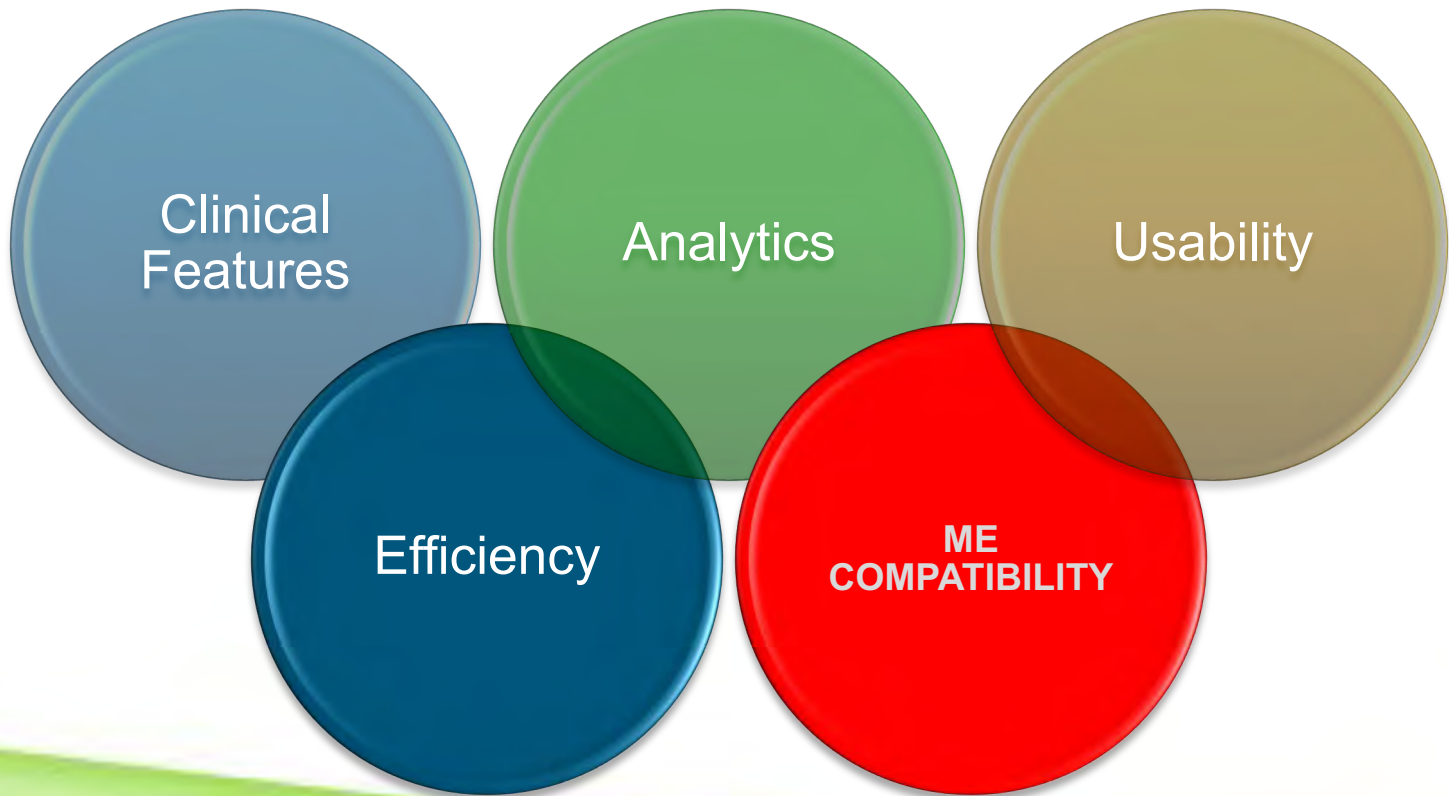 Clinical
Features
Analytics
Usability
Efficiency
ME
COMPATIBILITY